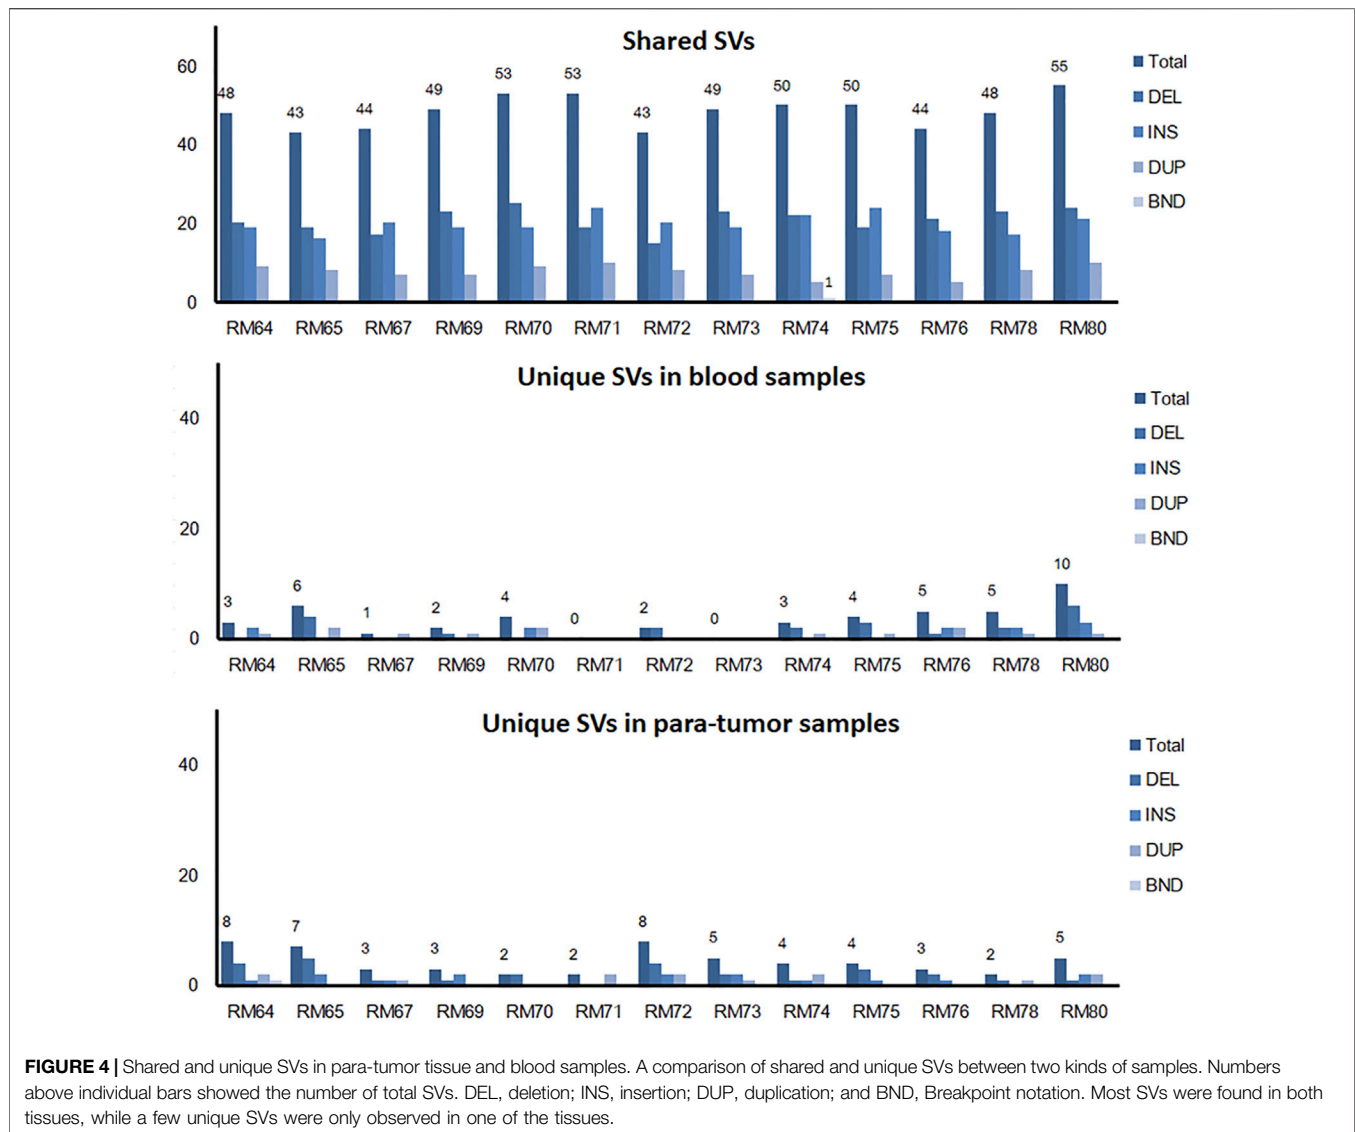 Shared SVs
60
40
20
0
48
43
44
49
53
53
43
49
50
1
50
44
48
55
RM64 RM65 RM67 RM69 RM70 RM71 RM72 RM73 RM74 RM75 RM76 RM78 RM80
Total
DEL
INS
DUP
BND
Unique SVs in blood samples
40
20
0
3
6
1
2
4
0
2
0
3
4
5
5
10
RM64 RM65 RM67 RM69 RM70 RM71 RM72 RM73 RM74 RM75 RM76 RM78 RM80
Total
DEL
INS
DUP
BND
Unique SVs in para-tumor samples
40
20
0
8
7
3
3
2
2
8
5
4
4
3
2
5
RM64 RM65 RM67 RM69 RM70 RM71 RM72 RM73 RM74 RM75 RM76 RM78 RM80
Total
DEL
INS
DUP
BND
FIGURE 4 | Shared and unique SVs in para-tumor tissue and blood samples. A comparison of shared and unique SVs between two kinds of samples. Numbers
above individual bars showed the number of total SVs. DEL, deletion; INS, insertion; DUP, duplication; and BND, Breakpoint notation. Most SVs were found in both
tissues, while a few unique SVs were only observed in one of the tissues.